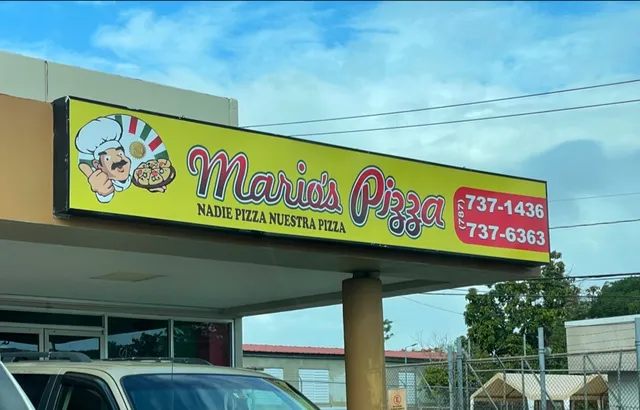 Mario's Pizza
NADIE PIZZA NUESTRA PIZZA
(787)
737-1436
737-6363